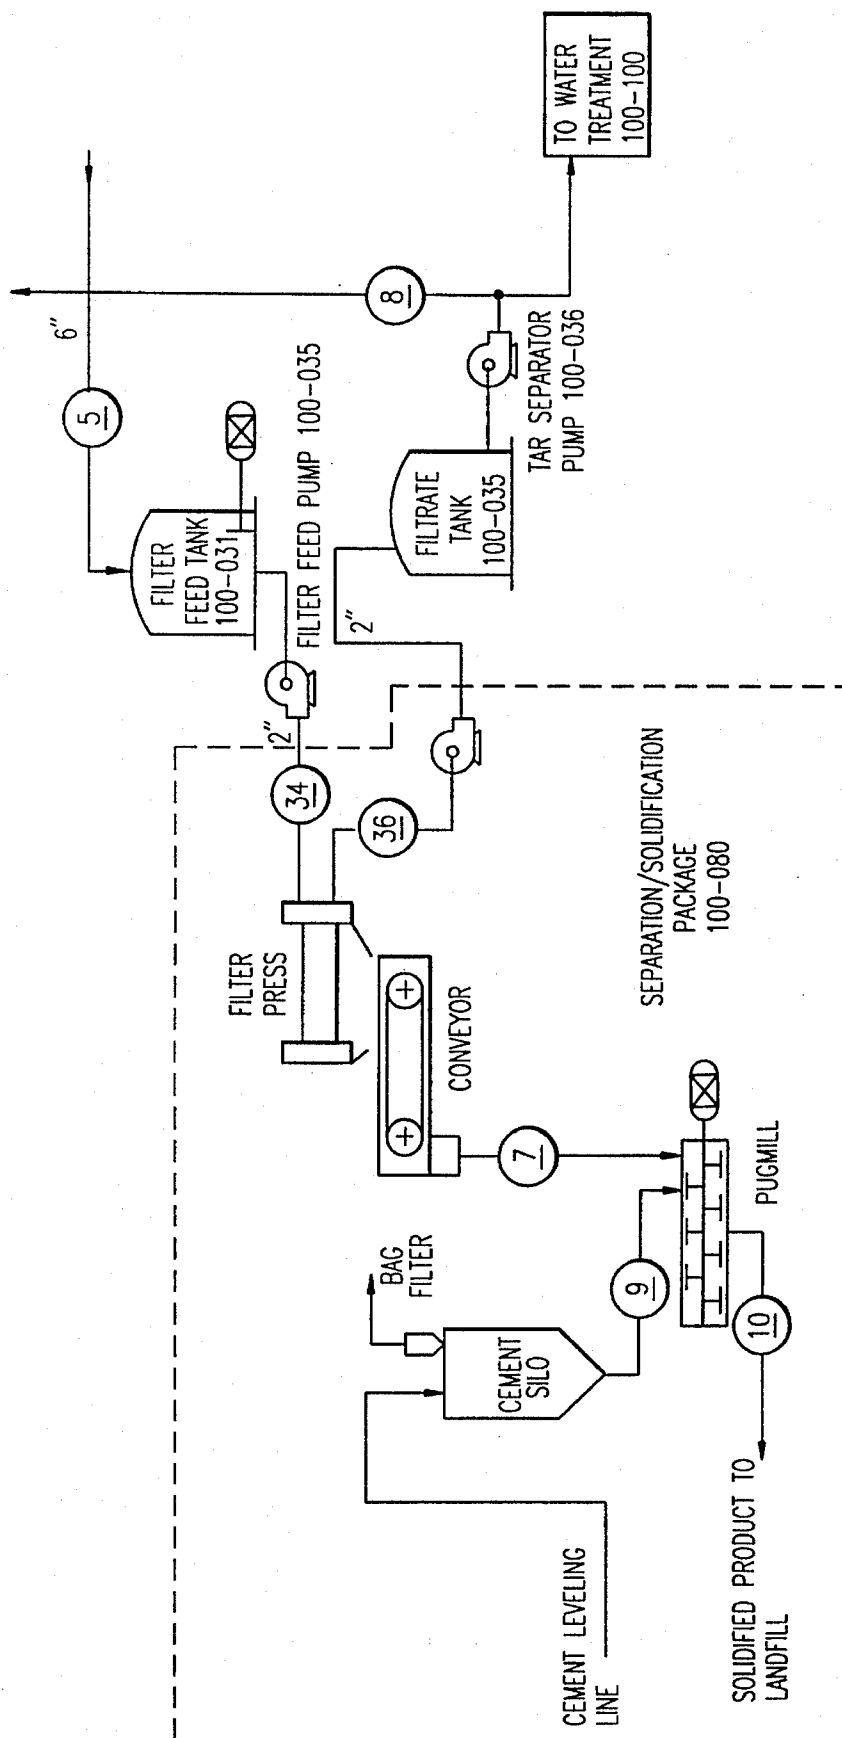 TO WATER
TREATMENT
100-100
6"
5
8
FILTER
FEED TANK
100-031
FILTER FEED PUMP 100-035
FILTRATE
TANK
100-035
TAR SEPARATOR
PUMP 100-036
2"
2"
34
36
FILTER
PRESS
CONVEYOR
SEPARATION/SOLIDIFICATION
PACKAGE
100-080
7
PUGMILL
BAG
FILTER
9
10
CEMENT
SILO
CEMENT LEVELING
LINE
SOLIDIFIED PRODUCT TO
LANDFILL